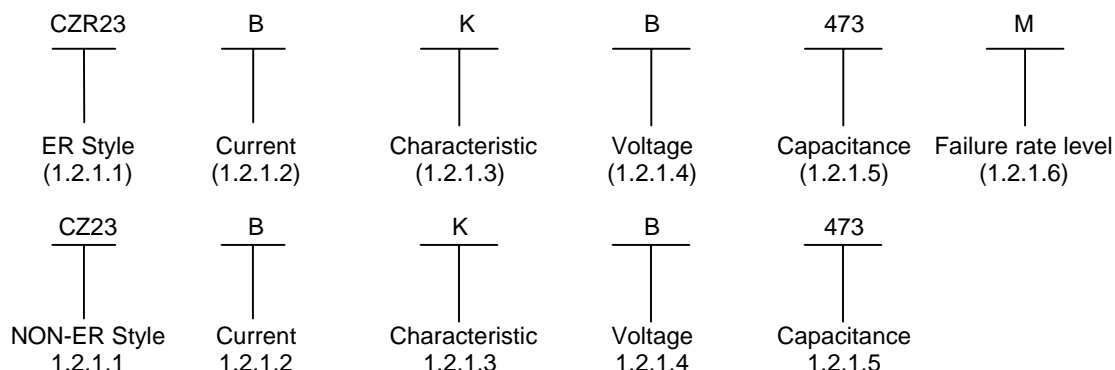 CZR23 B K B 473 M
ER Style Current Characteristic Voltage Capacitance Failure rate level
(1.2.1.1) (1.2.1.2) (1.2.1.3) (1.2.1.4) (1.2.1.5) (1.2.1.6)
CZ23 B K B 473
NON-ER Style Current Characteristic Voltage Capacitance
1.2.1.1 1.2.1.2 1.2.1.3 1.2.1.4 1.2.1.5